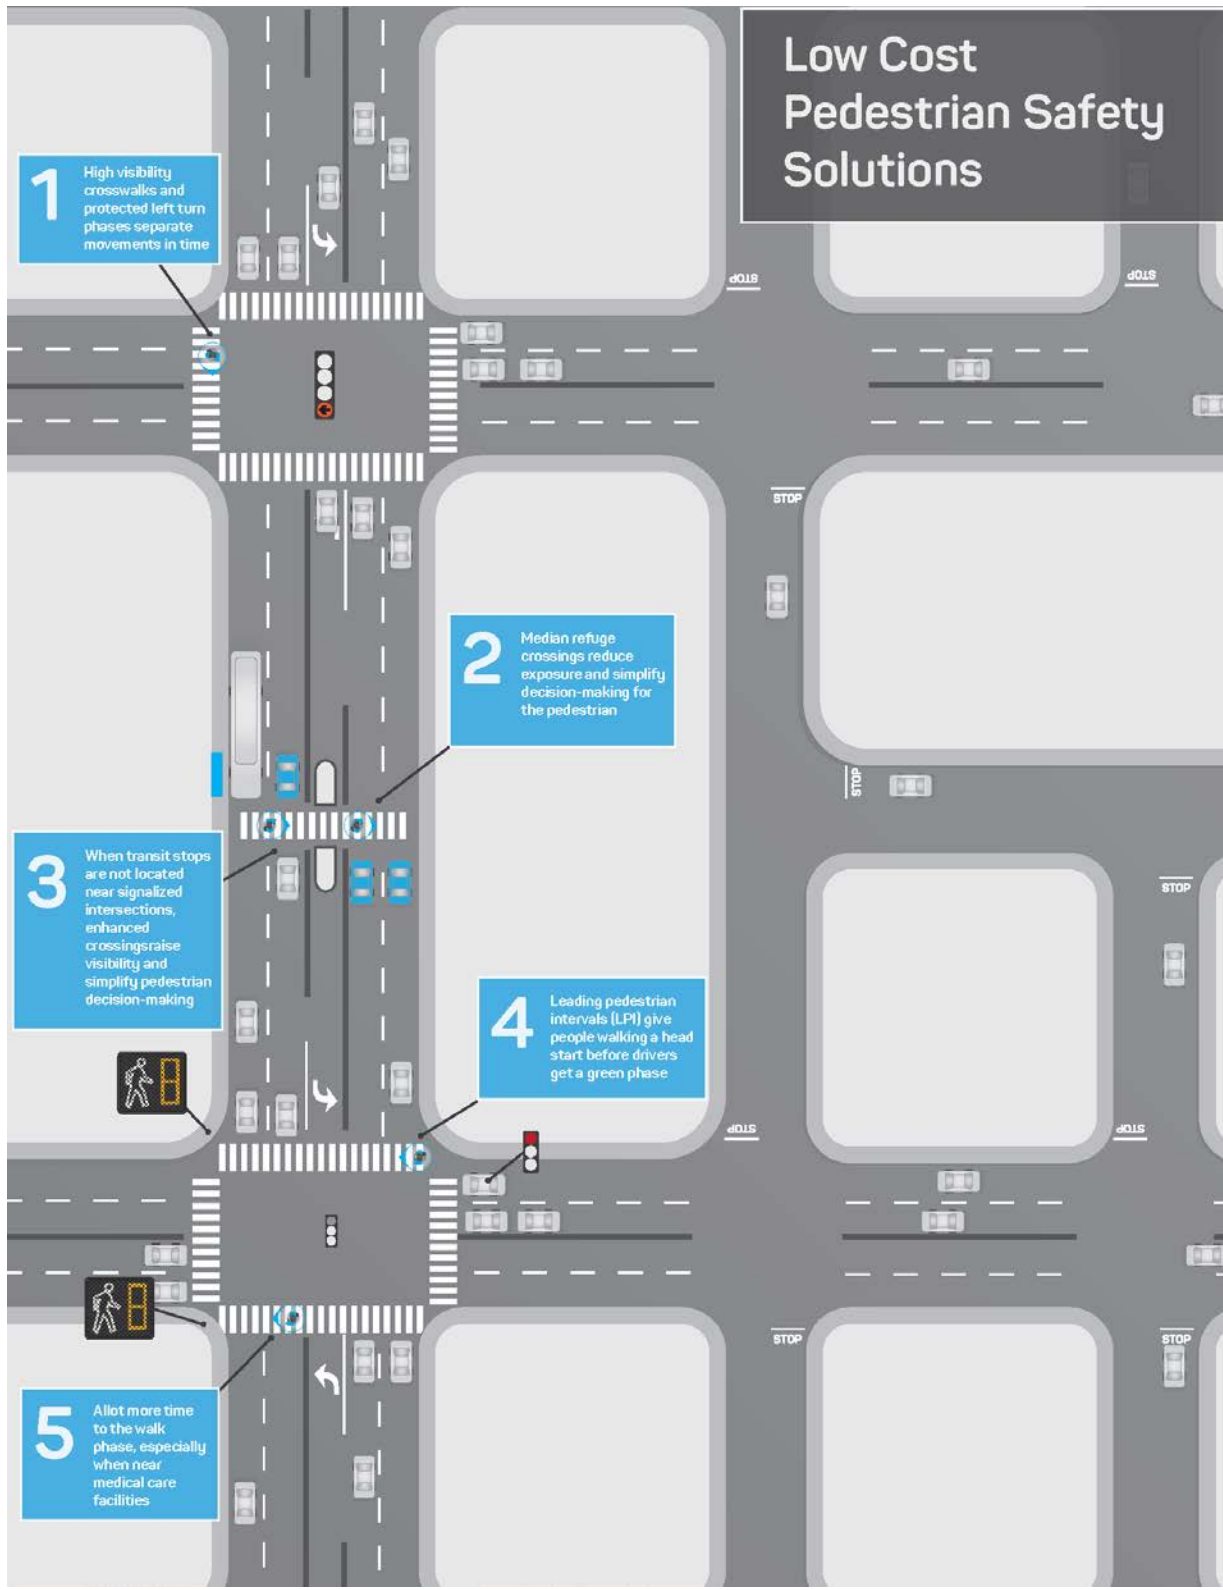 Low Cost
Pedestrian Safety
Solutions
1
High visibility
crosswalks and
protected left turn
phases separate
movements in time
STOP
STOP
STOP
2
Median refuge
crossings reduce
exposure and simplify
decision-making for
the pedestrian
STOP
3
When transit stops
are not located
near signalized
intersections,
enhanced
crossingsraise
visibility and
simplify pedestrian
decision-making
STOP
4
Leading pedestrian
intervals (LPI) give
people walking a head
start before drivers
get a green phase
8
STOP
STOP
8
STOP
STOP
5
Allot more time
to the walk
phase, especially
when near
medical care
facilities